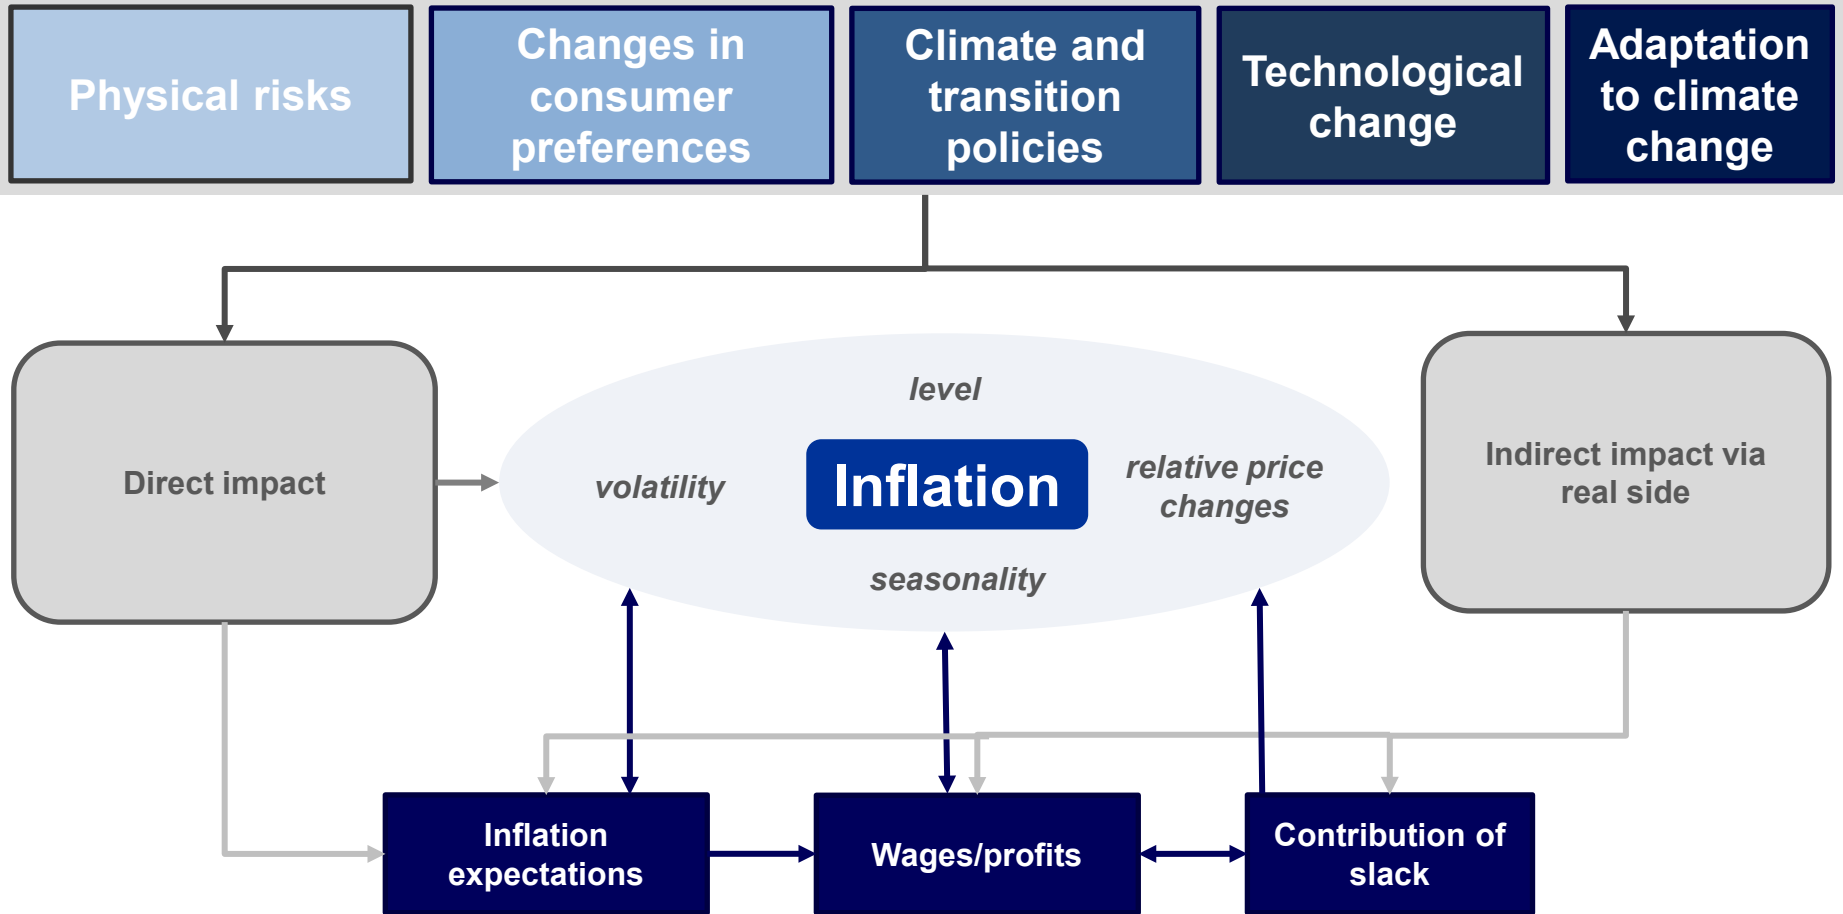 Physical risks
Changes in
consumer
preferences
Climate and
transition
policies
Technological
change
Adaptation
to climate
change
Direct impact
level
volatility
Inflation
relative price
changes
seasonality
Indirect impact via
real side
Inflation
expectations
Wages/profits
Contribution of
slack